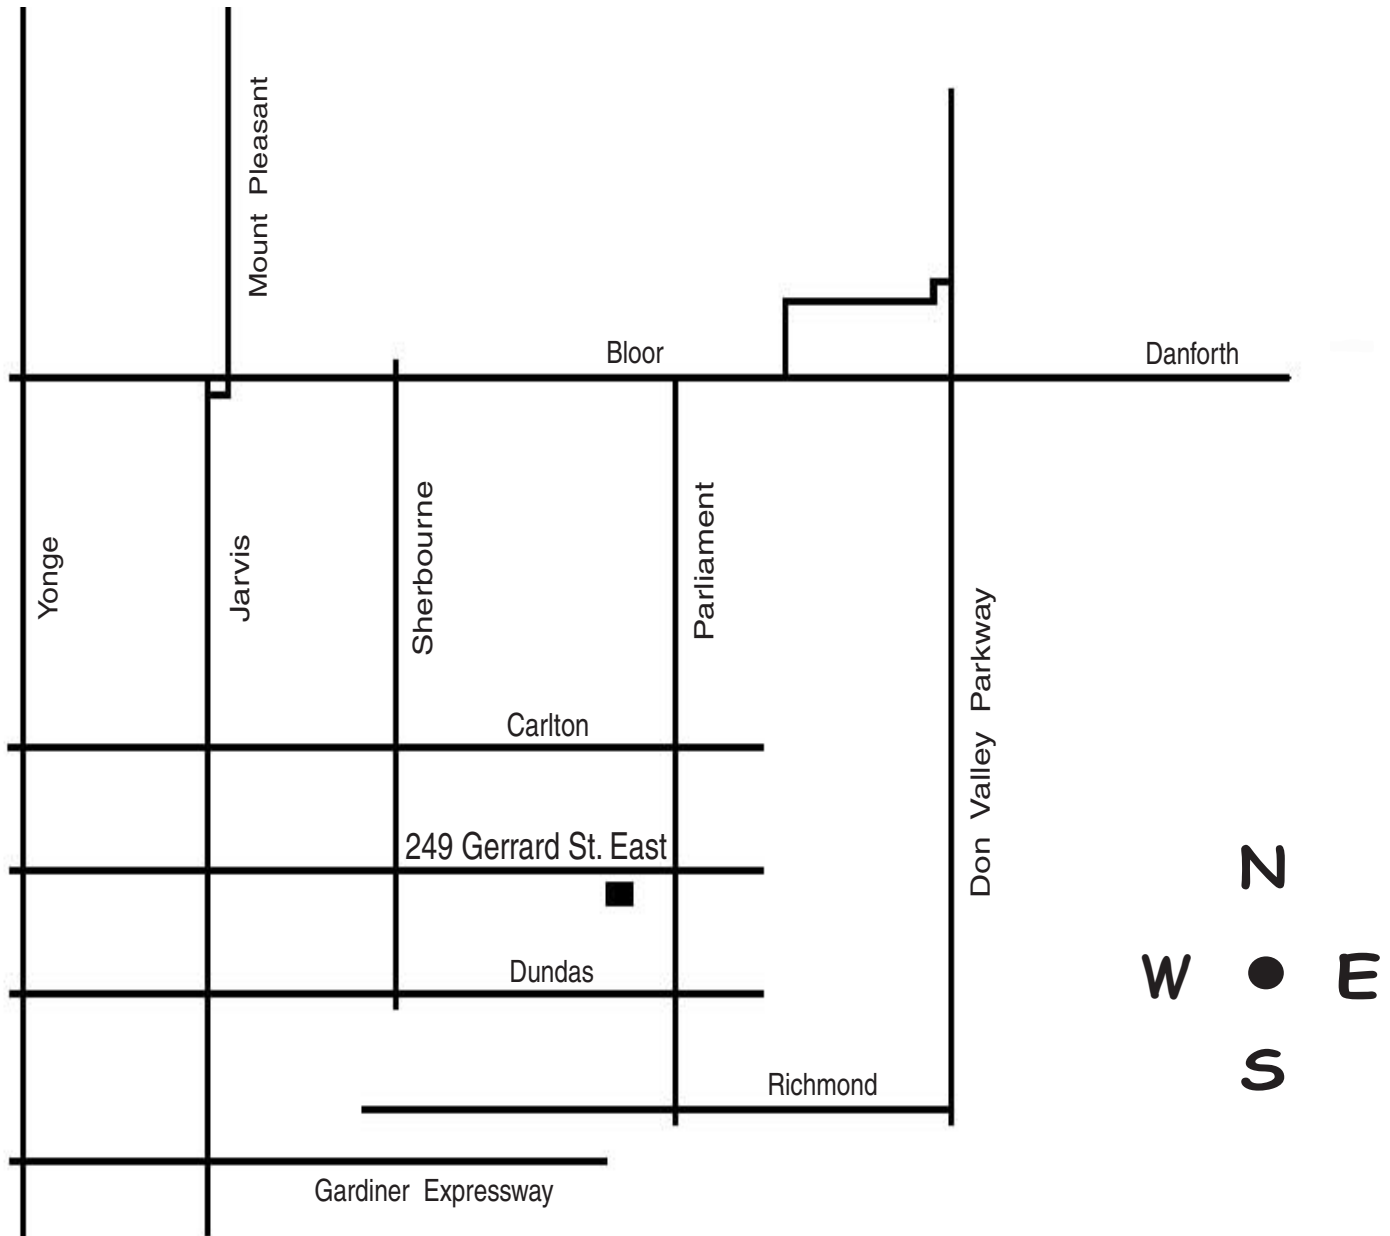 Mount Pleasant
Bloor
Danforth
Yonge
Jarvis
Sherbourne
Parliament
Don Valley Parkway
Carlton
249 Gerrard St. East
N
Dundas
W
E
S
Richmond
Gardiner Expressway